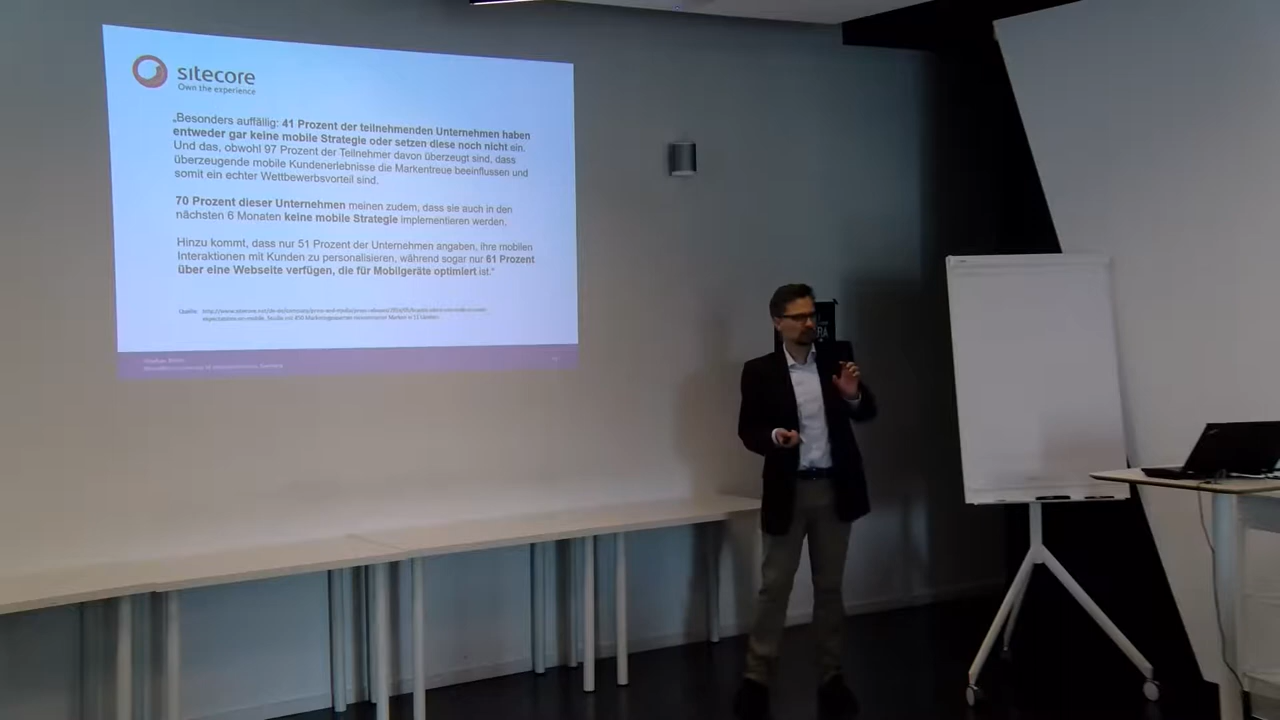 sitecore
Own the experience
„Besonders auffällig: 41 Prozent der teilnehmenden Unternehmen haben
entweder gar keine mobile Strategie oder setzen diese noch nicht ein.
Und das, obwohl 97 Prozent der Teilnehmer davon überzeugt sind, dass
überzeugende mobile Kundenerlebnisse die Markentreue beeinflussen und
somit ein echter Wettbewerbsvorteil sind.
70 Prozent dieser Unternehmen meinen zudem, dass sie auch in den
nächsten 6 Monaten keine mobile Strategie implementieren werden.
Hinzu kommt, dass nur 51 Prozent der Unternehmen angaben, ihre mobilen
Interaktionen mit Kunden zu personalisieren, während sogar nur 61 Prozent
über eine Webseite verfügen, die für Mobilgeräte optimiert ist.“
Quelle: